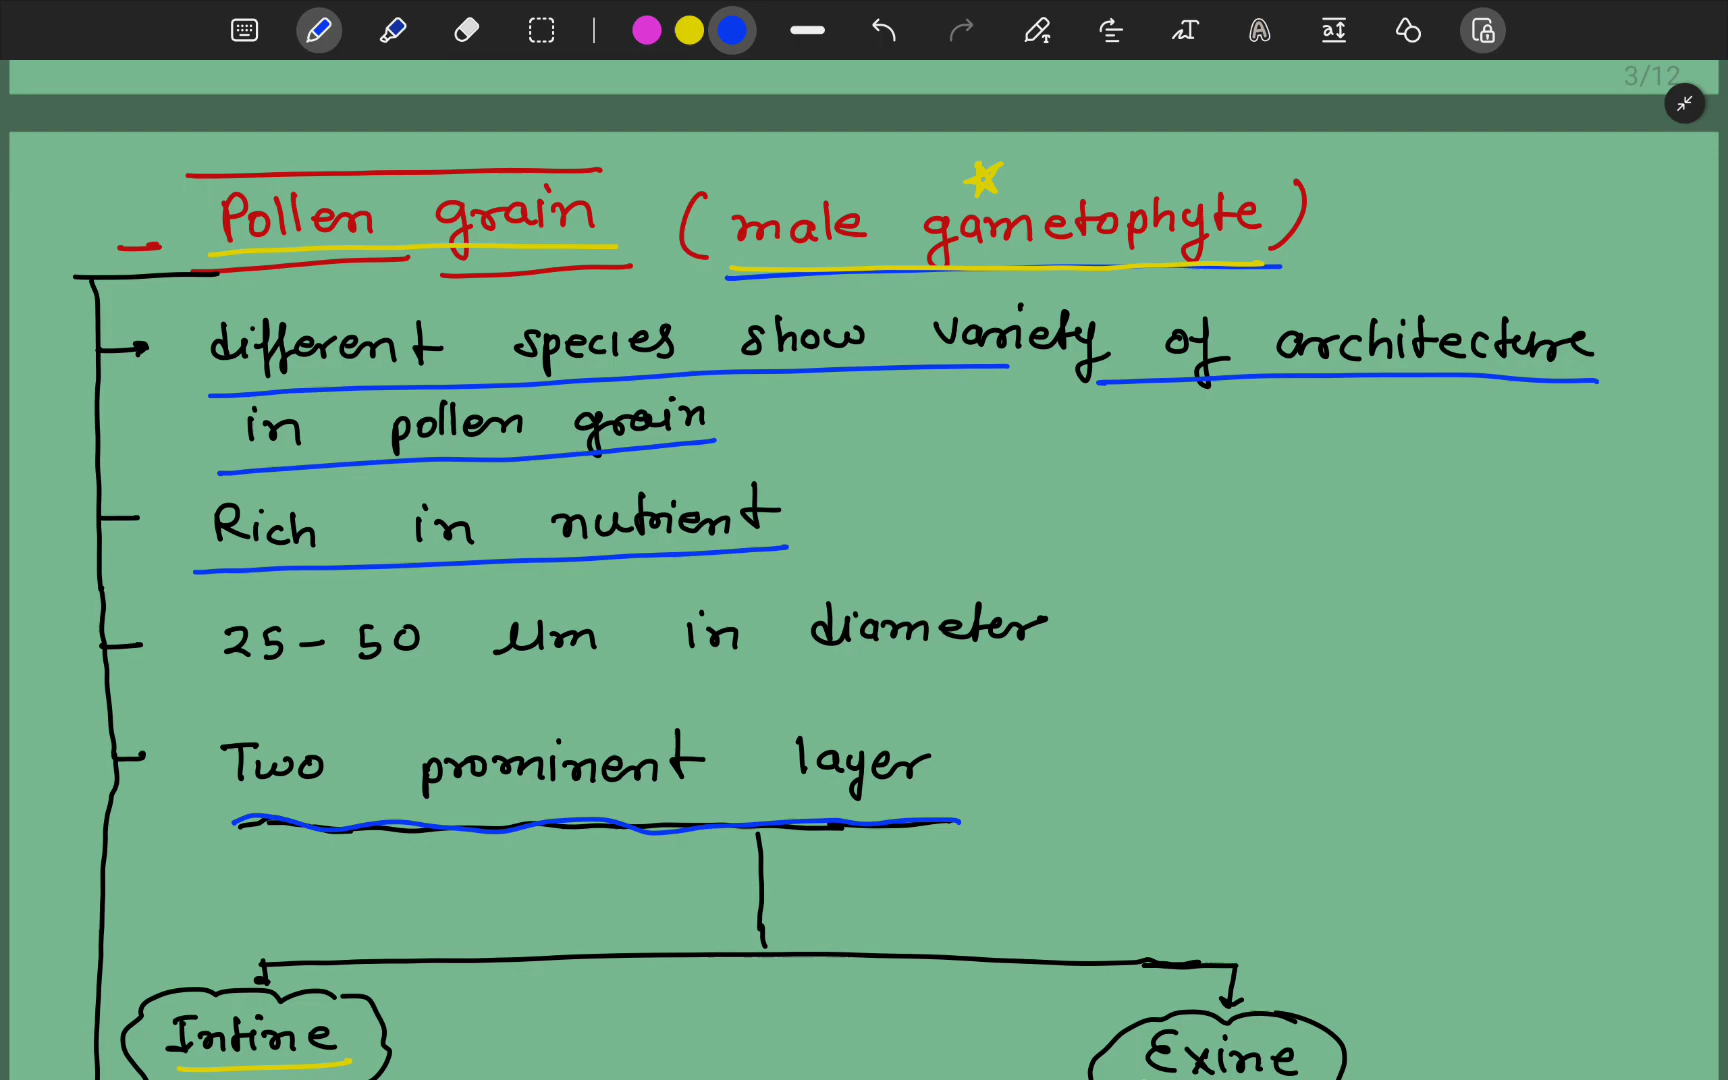 3/12
- Pollen grain (male gametophyte)
→ different species show variety of architecture
in pollen grain
- Rich in nutrient
- 25-50 μm in diameter
- Two prominent layer
Intine Exine